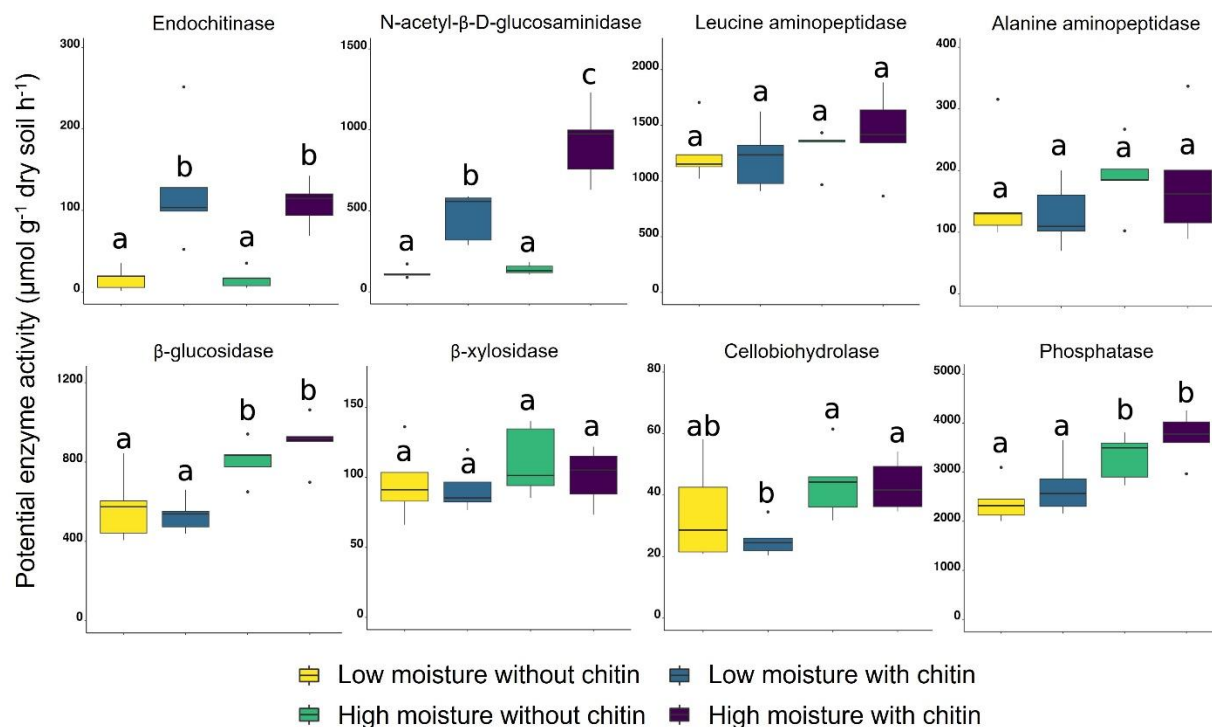 Endochitinase
N-acetyl-β-D-glucosaminidase
Leucine aminopeptidase
Alanine aminopeptidase
Potential enzyme activity (μmol g⁻¹ dry soil h⁻¹)
300
200
100
0
a
b
a
b
1500
1000
500
0
a
b
a
c
2000
1500
1000
500
0
a
a
a
a
400
300
200
100
0
a
a
a
a
β-glucosidase
β-xylosidase
Cellobiohydrolase
Phosphatase
1200
800
400
0
a
a
b
b
150
100
50
0
a
a
a
a
80
60
40
20
0
ab
b
a
a
5000
4000
3000
2000
1000
0
a
a
b
b
Low moisture without chitin
Low moisture with chitin
High moisture without chitin
High moisture with chitin